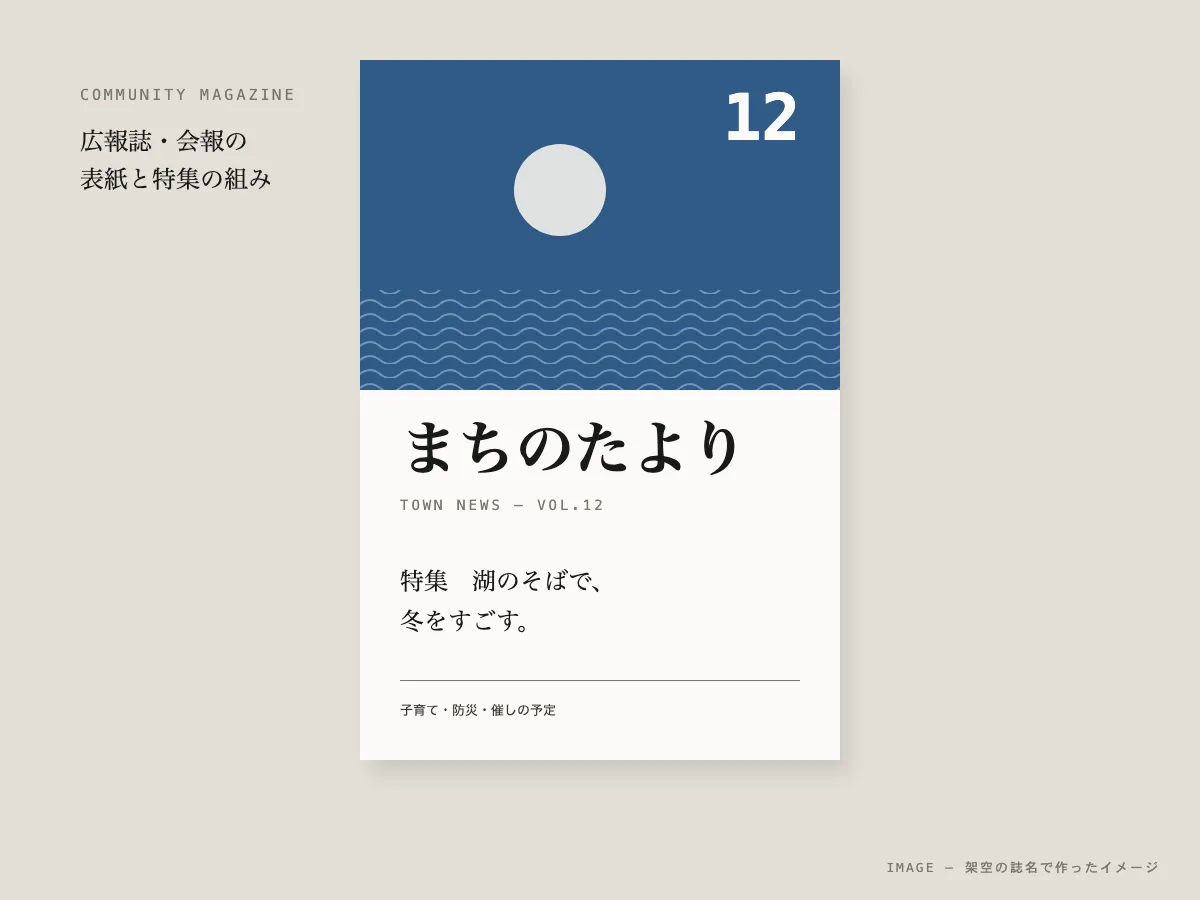 COMMUNITY MAGAZINE
広報誌・会報の
表紙と特集の組み
12
まちのたより
TOWN NEWS — VOL.12
特集　湖のそばで、
冬をすごす。
子育て・防災・催しの予定
IMAGE — 架空の誌名で作ったイメージ